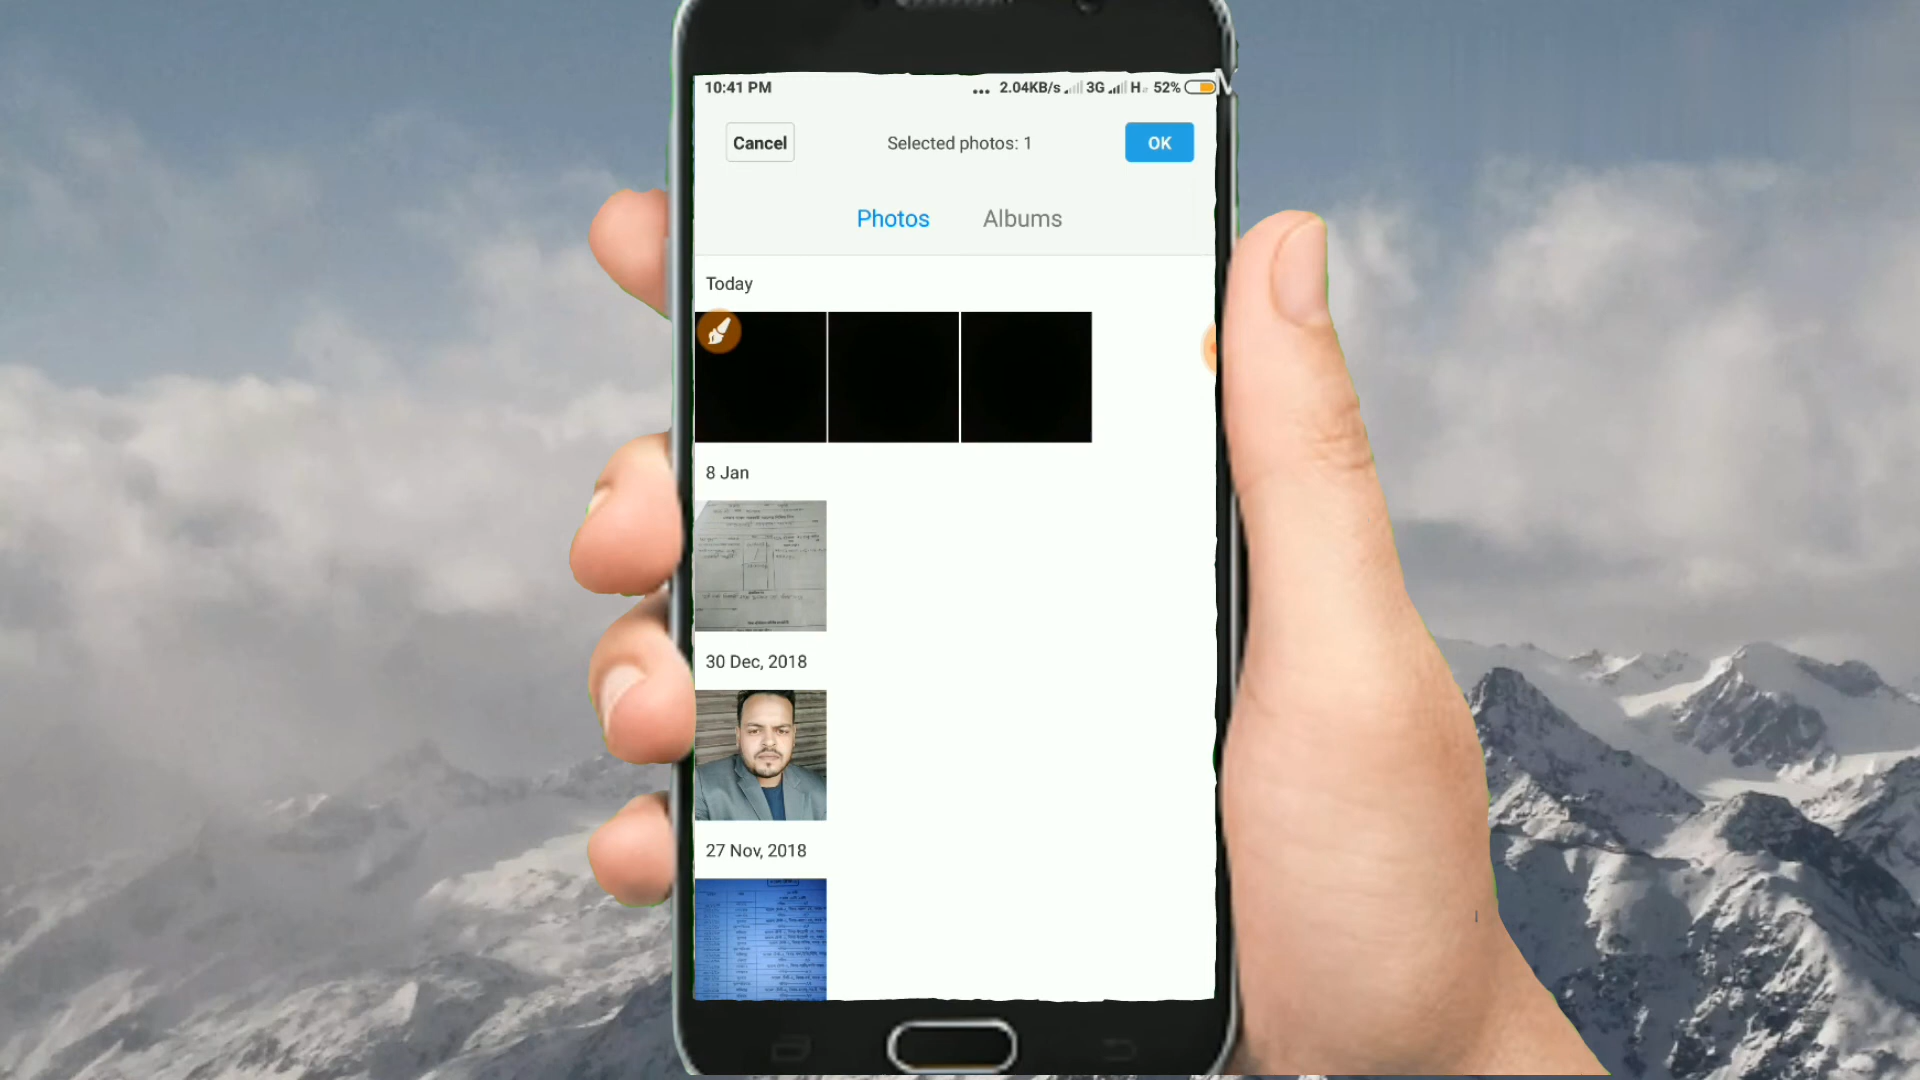 10:41 PM ... 2.04KB/s 3G H 52%
Cancel Selected photos: 1 OK
Photos Albums
Today
8 Jan
30 Dec, 2018
27 Nov, 2018